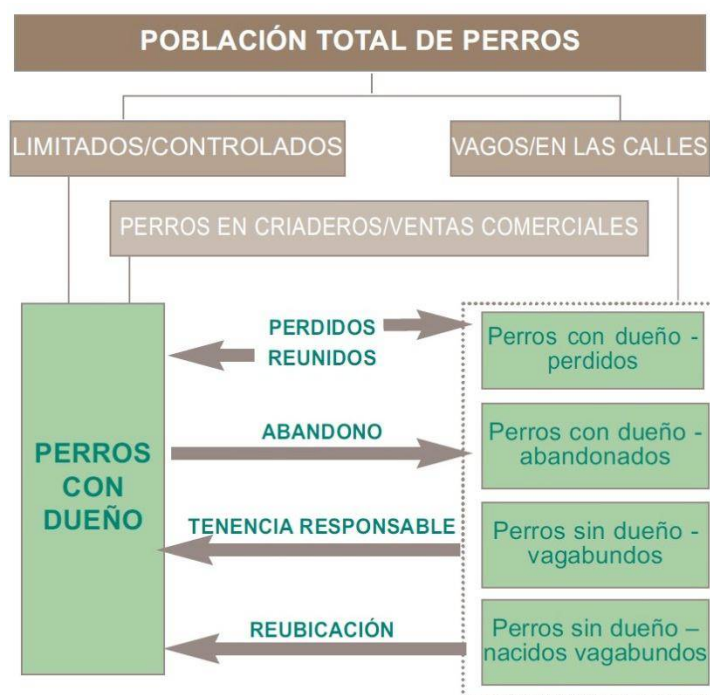 POBLACIÓN TOTAL DE PERROS
LIMITADOS/CONTROLADOS
VAGOS/EN LAS CALLES
PERROS EN CRIADEROS/VENTAS COMERCIALES
PERROS
CON
DUEÑO
PERDIDOS
REUNIDOS
ABANDONO
TENENCIA RESPONSABLE
REUBICACIÓN
Perros con dueño -
perdidos
Perros con dueño -
abandonados
Perros sin dueño -
vagabundos
Perros sin dueño –
nacidos vagabundos